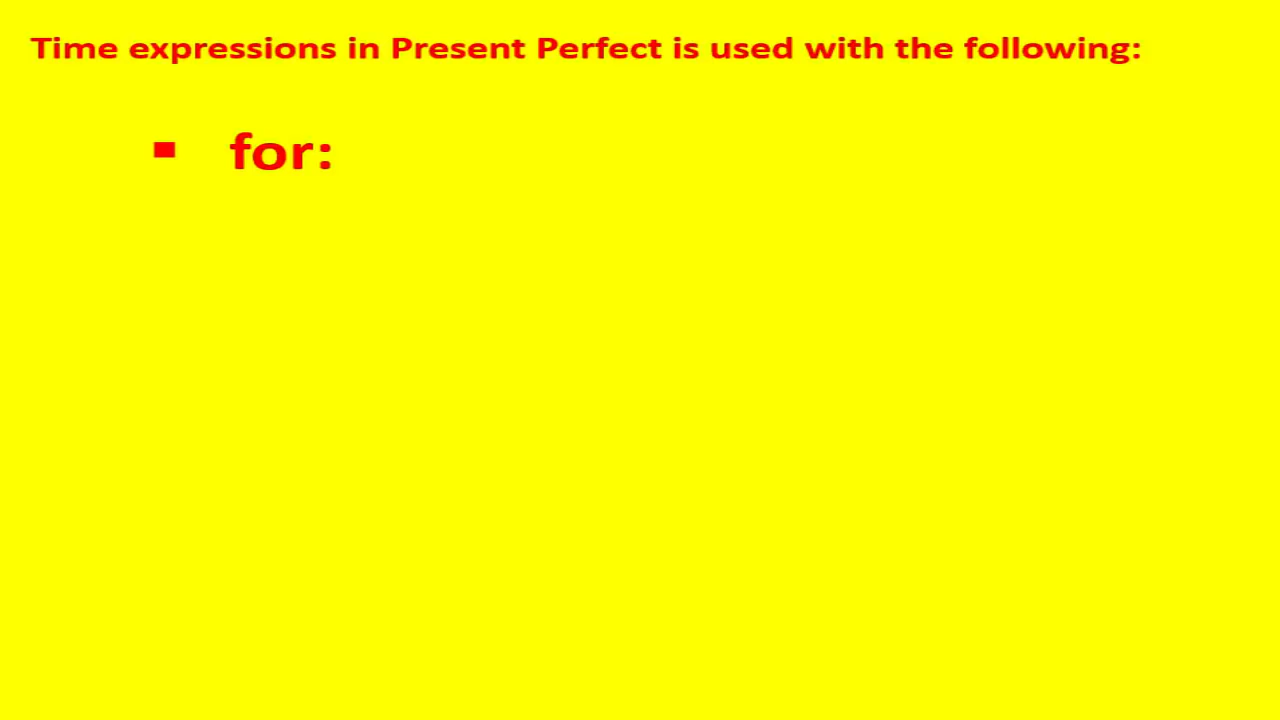 Time expressions in Present Perfect is used with the following:
▪ for: